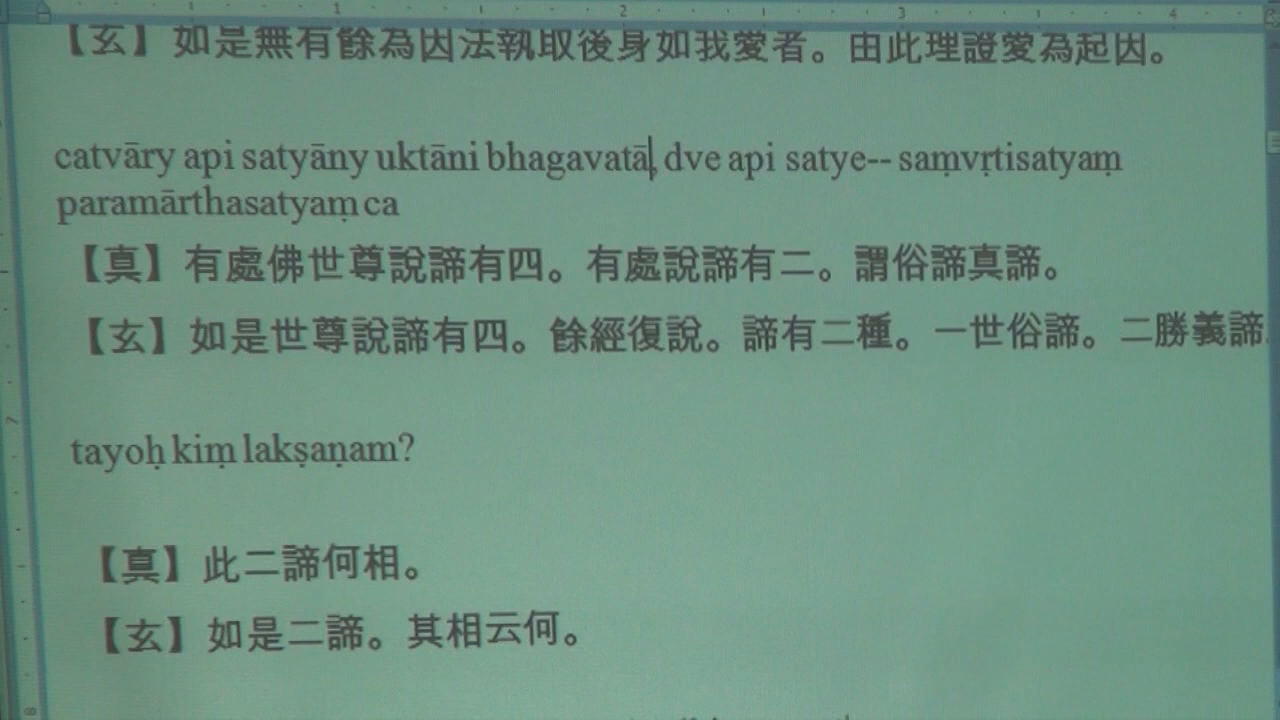 【玄】如是無有餘為因法執取後身如我愛者。由此理證愛為起因。
catvāry api satyāny uktāni bhagavatā, dve api satye-- saṃvṛtisatyaṃ
paramārthasatyaṃ ca
【真】有處佛世尊說諦有四。有處說諦有二。謂俗諦真諦。
【玄】如是世尊說諦有四。餘經復說。諦有二種。一世俗諦。二勝義諦
tayoḥ kiṃ lakṣaṇam?
【真】此二諦何相。
【玄】如是二諦。其相云何。